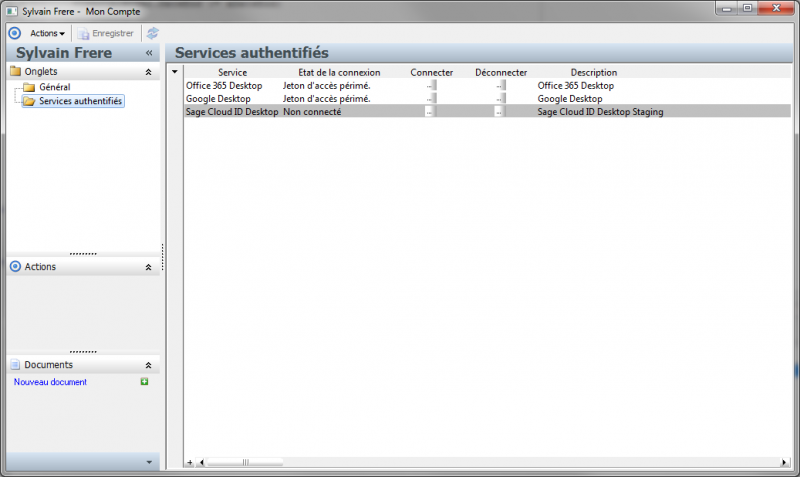 Sylvain Frere - Mon Compte
Actions Enregistrer
Sylvain Frere «
Services authentifiés
Onglets
Général
Services authentifiés
Service Etat de la connexion Connecter Déconnecter Description
Office 365 Desktop Jeton d'accès périmé. ... ... Office 365 Desktop
Google Desktop Jeton d'accès périmé. ... ... Google Desktop
Sage Cloud ID Desktop Non connecté ... ... Sage Cloud ID Desktop Staging
Actions
Documents
Nouveau document